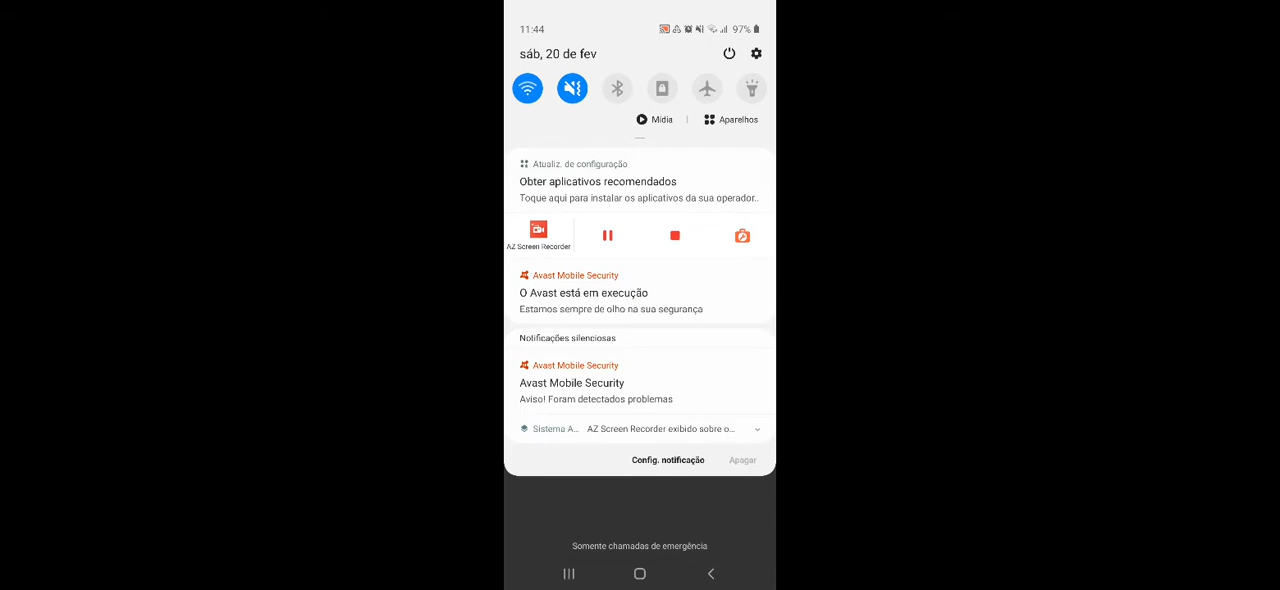 11:44
97%
sáb, 20 de fev
Mídia | Aparelhos
Atualiz. de configuração
Obter aplicativos recomendados
Toque aqui para instalar os aplicativos da sua operador..
AZ Screen Recorder
Avast Mobile Security
O Avast está em execução
Estamos sempre de olho na sua segurança
Notificações silenciosas
Avast Mobile Security
Avast Mobile Security
Aviso! Foram detectados problemas
Sistema A... AZ Screen Recorder exibido sobre o...
Config. notificação Apagar
Somente chamadas de emergência